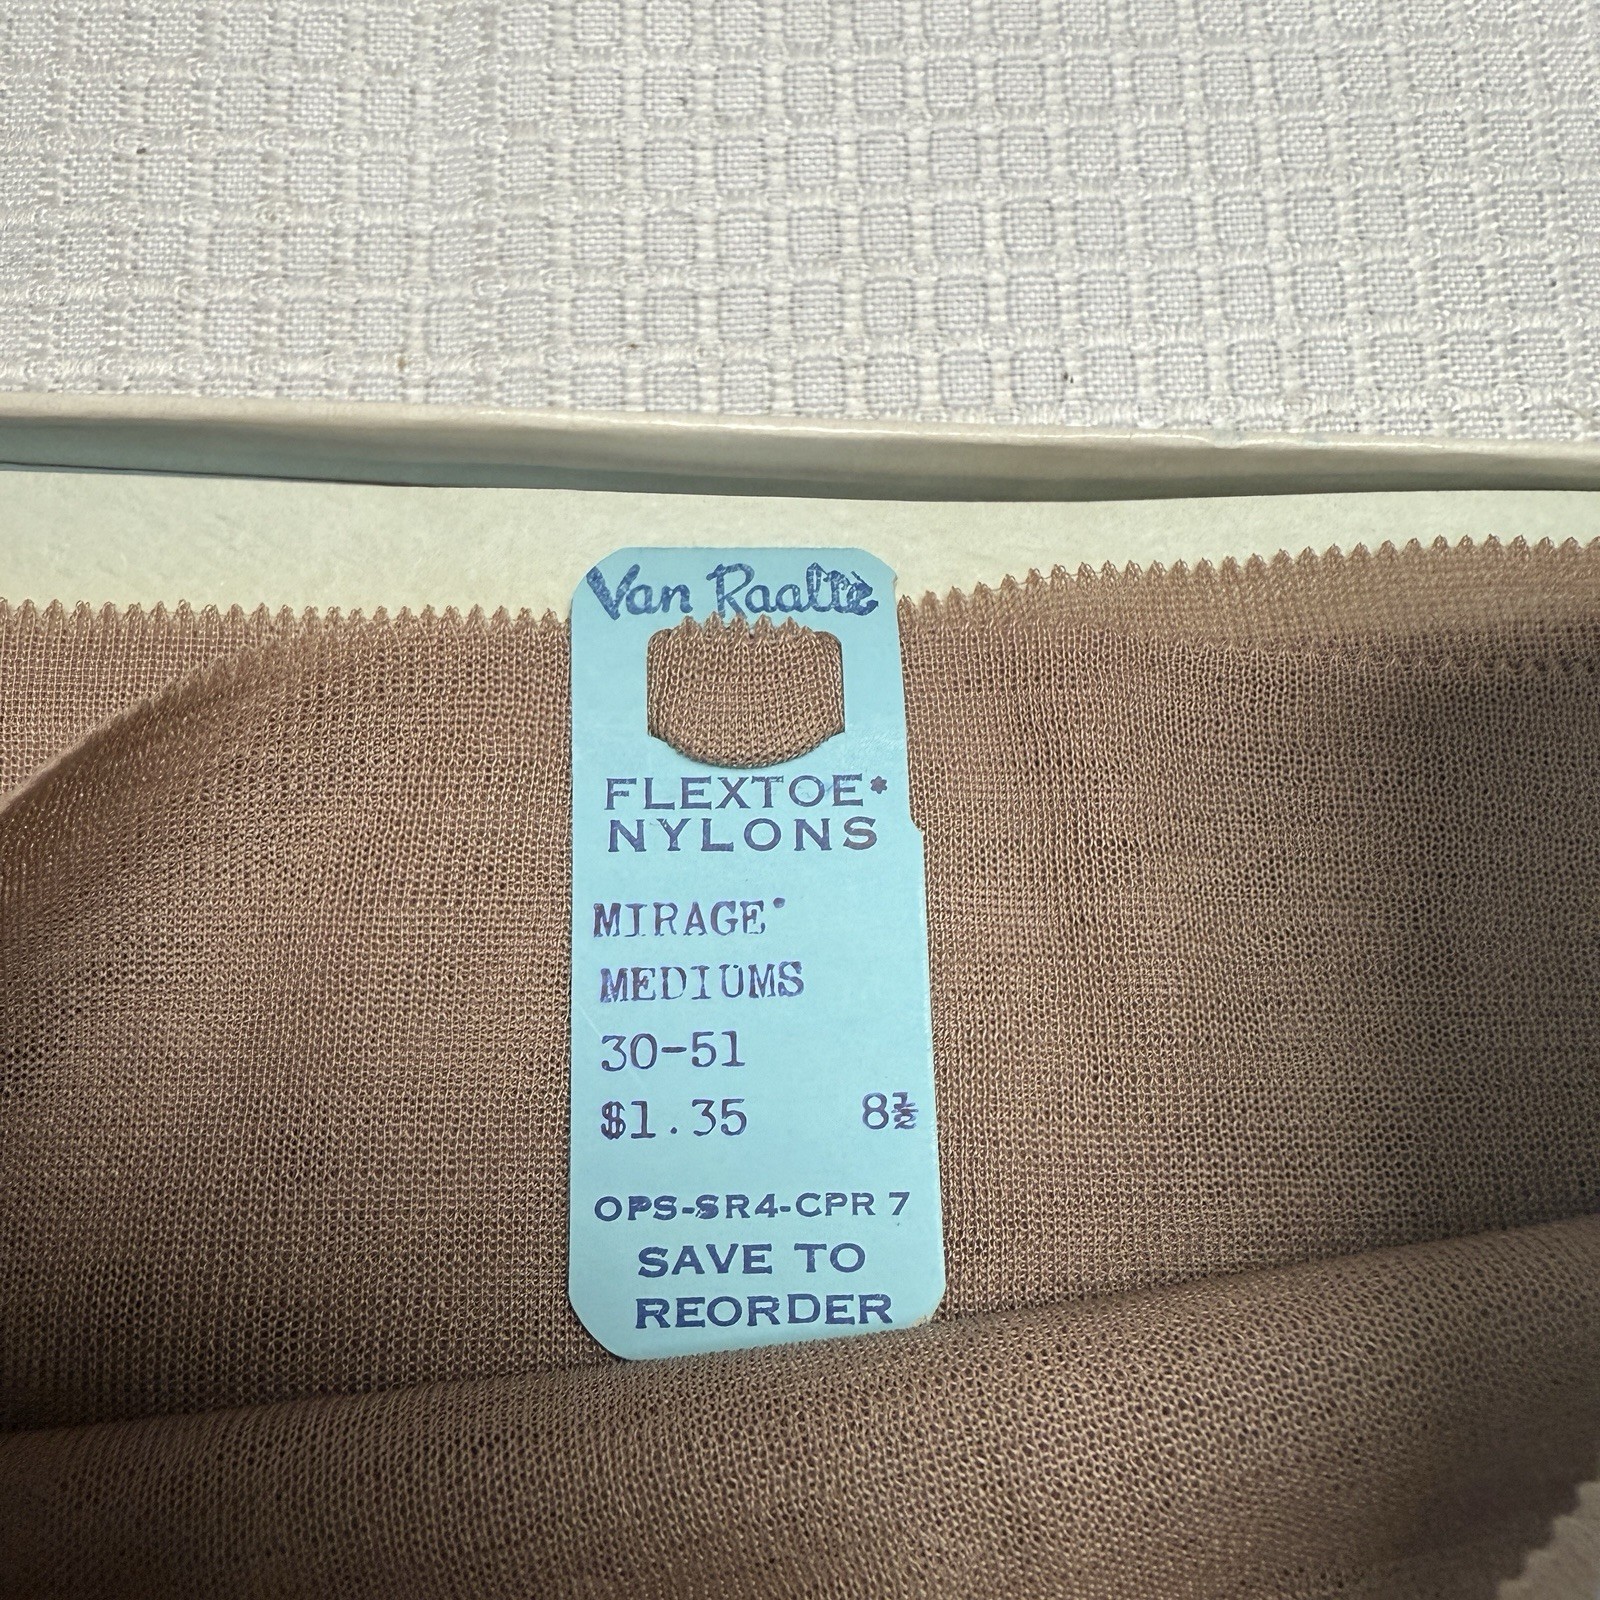 Van Raalte
FLEXTOE*
NYLONS
MIRAGE*
MEDIUMS
30-51
$1.35 8½
OPS-SR4-CPR 7
SAVE TO
REORDER